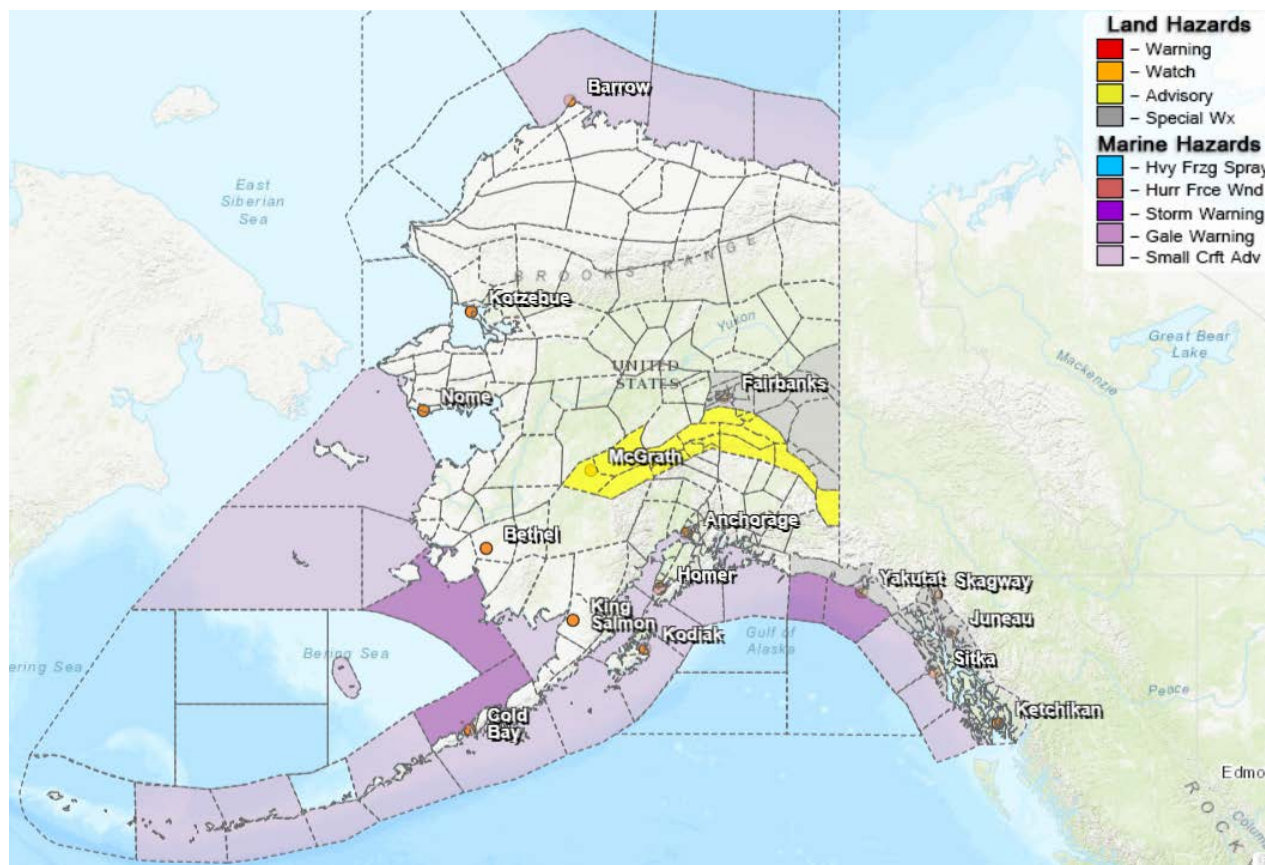 Land Hazards
– Warning
– Watch
– Advisory
– Special Wx
Marine Hazards
– Hvy Frzg Spray
– Hurr Frce Wnd
– Storm Warning
– Gale Warning
– Small Crft Adv
Barrow
East
Siberian
Sea
BROOKS RANGE
Kotzebue
Yukon
Great Bear
Lake
Mackenzie
UNITED
STATES
Fairbanks
Nome
McGrath
Anchorage
Bethel
Homer
Yakutat
Skagway
King
Salmon
Kodiak
Juneau
Gulf of
Alaska
Bering Sea
ering Sea
Sitka
Peace
Cold
Bay
Ketchikan
Edmo
ROCK
Colum